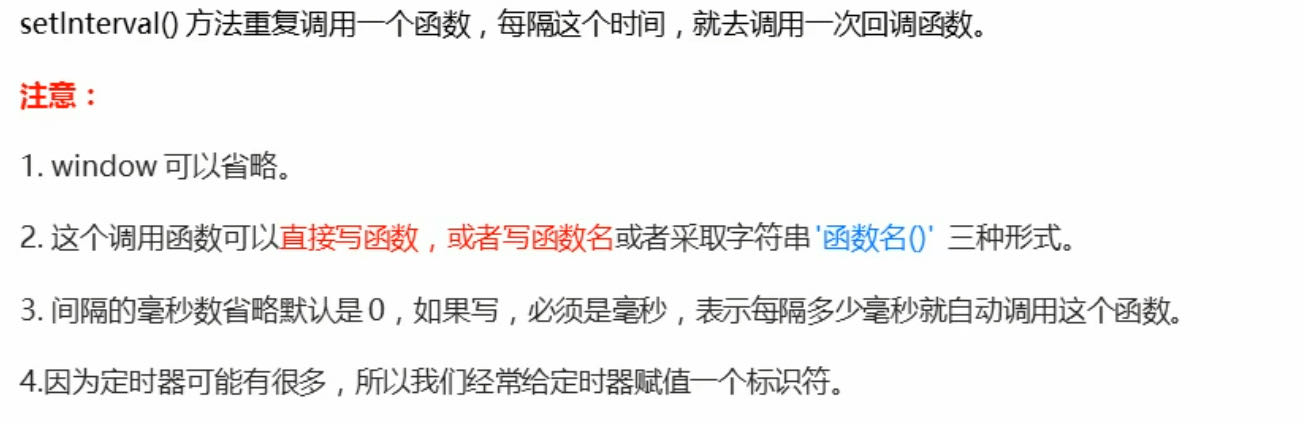 setInterval() 方法重复调用一个函数，每隔这个时间，就去调用一次回调函数。
注意：
1. window 可以省略。
2. 这个调用函数可以直接写函数，或者写函数名或者采取字符串 '函数名()' 三种形式。
3. 间隔的毫秒数省略默认是 0，如果写，必须是毫秒，表示每隔多少毫秒就自动调用这个函数。
4.因为定时器可能有很多，所以我们经常给定时器赋值一个标识符。